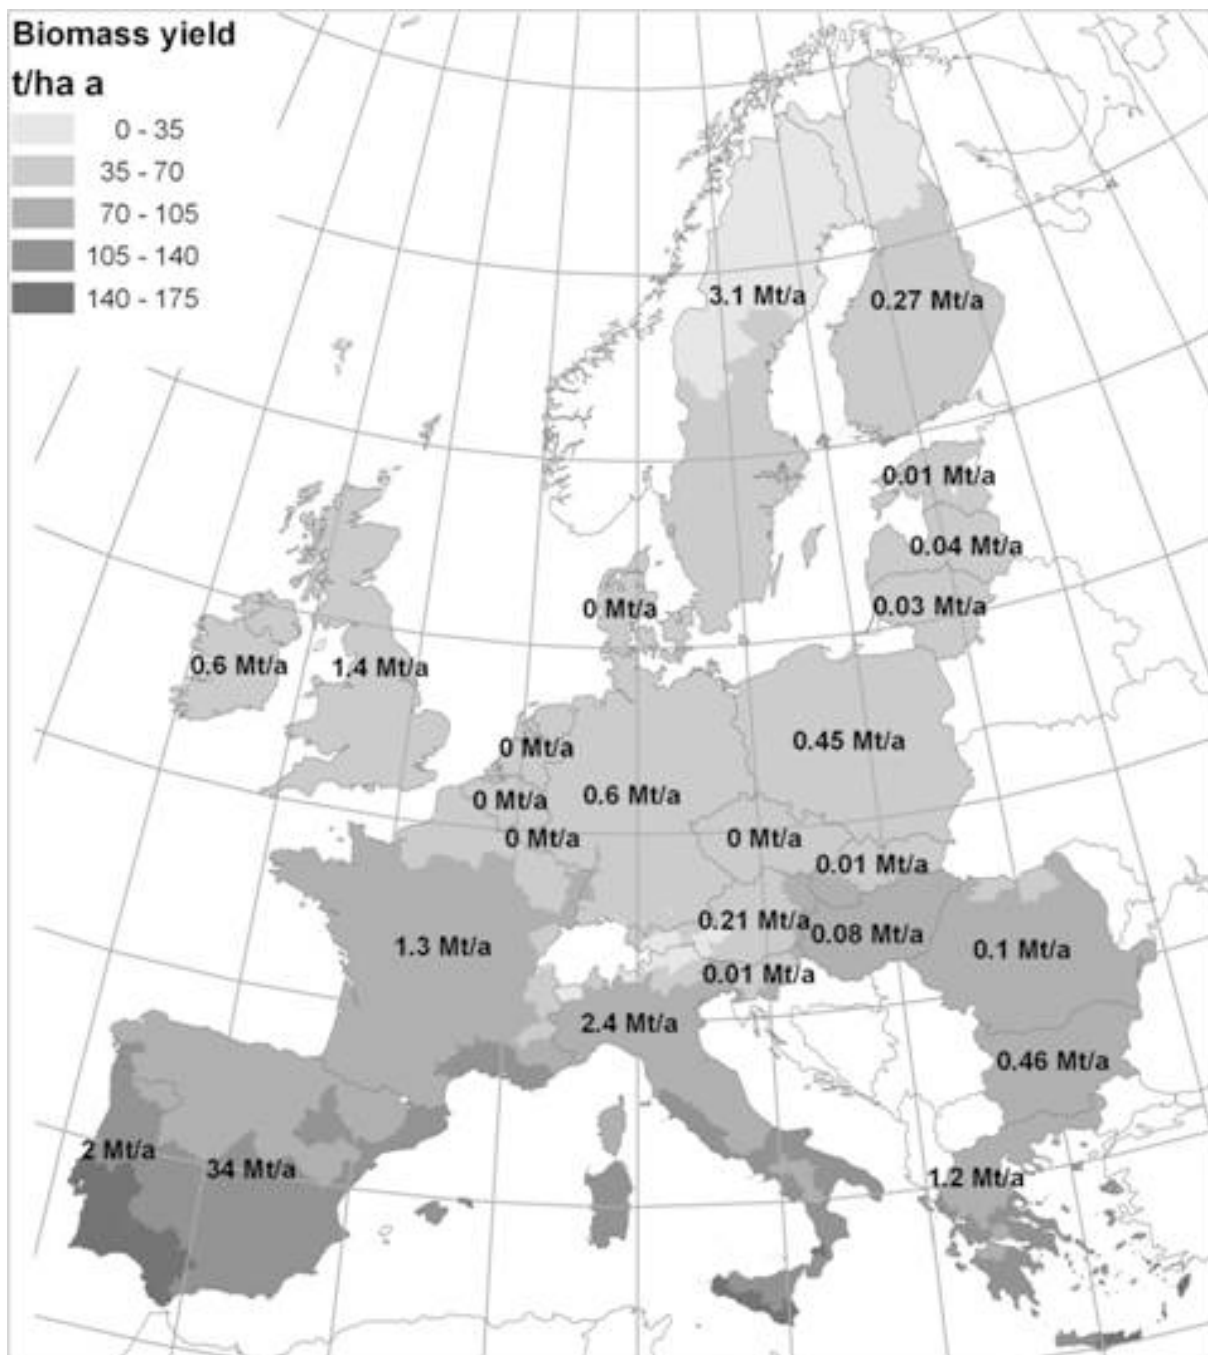 Biomass yield
t/ha a
0 - 35
35 - 70
70 - 105
105 - 140
140 - 175
3.1 Mt/a
0.27 Mt/a
0.01 Mt/a
0.04 Mt/a
0.03 Mt/a
0 Mt/a
0.6 Mt/a
1.4 Mt/a
0 Mt/a
0.45 Mt/a
0 Mt/a
0.6 Mt/a
0 Mt/a
0 Mt/a
0.01 Mt/a
0.21 Mt/a
0.08 Mt/a
1.3 Mt/a
0.1 Mt/a
0.01 Mt/a
2.4 Mt/a
0.46 Mt/a
2 Mt/a
34 Mt/a
1.2 Mt/a